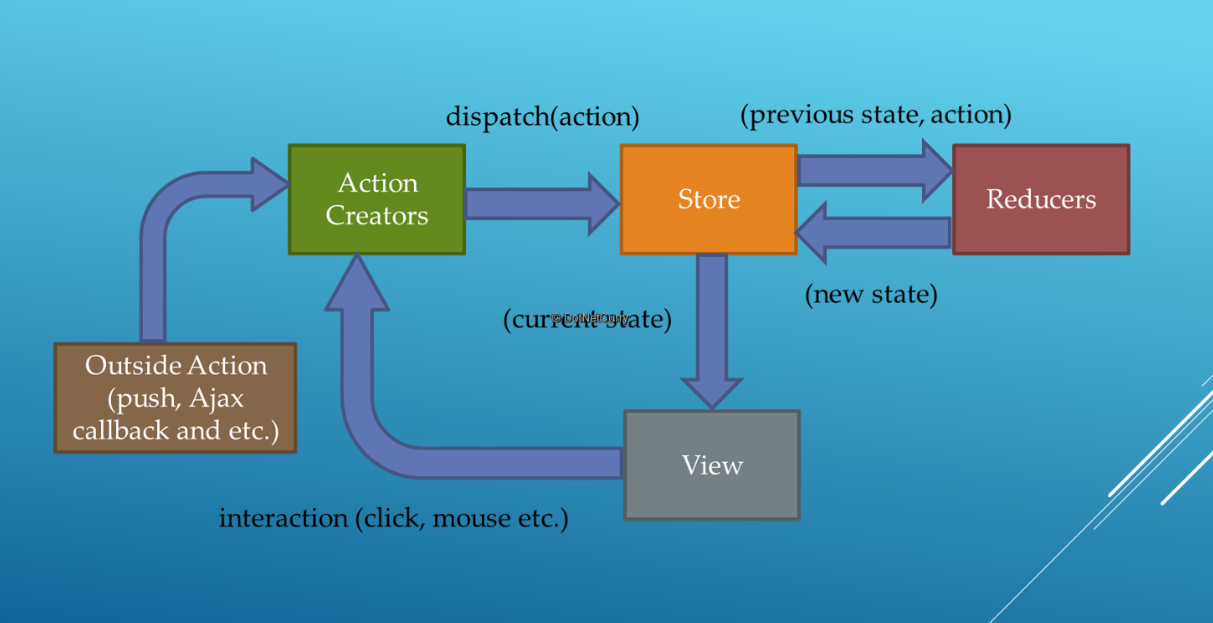 dispatch(action)
(previous state, action)
Action
Creators
Store
Reducers
(new state)
(current state)
© DotNetCurry
Outside Action
(push, Ajax
callback and etc.)
View
interaction (click, mouse etc.)